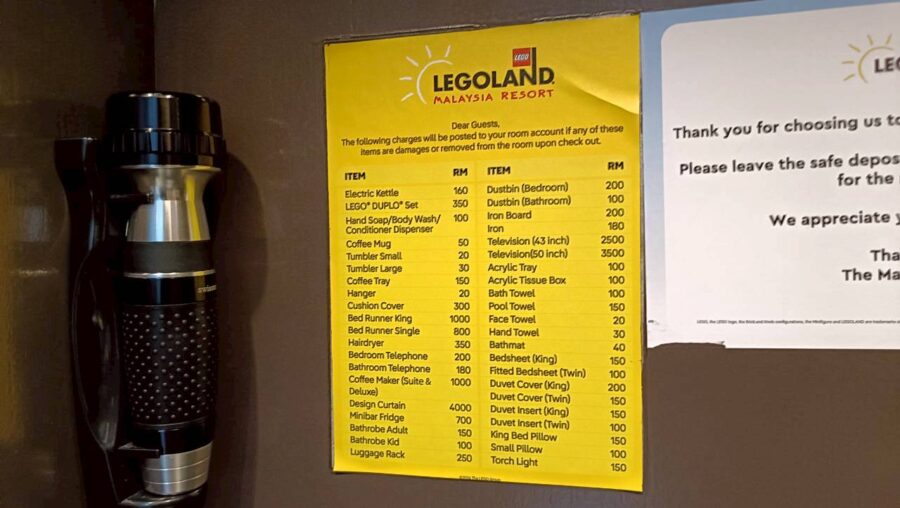 LEGO
LEGOLAND
MALAYSIA RESORT
Dear Guests,
The following charges will be posted to your room account if any of these
items are damages or removed from the room upon check out.
ITEM RM
Electric Kettle 160
LEGO® DUPLO® Set 350
Hand Soap/Body Wash/ 100
Conditioner Dispenser
Coffee Mug 50
Tumbler Small 20
Tumbler Large 30
Coffee Tray 150
Hanger 20
Cushion Cover 300
Bed Runner King 1000
Bed Runner Single 800
Hairdryer 350
Bedroom Telephone 200
Bathroom Telephone 180
Coffee Maker (Suite & 1000
Deluxe)
Design Curtain 4000
Minibar Fridge 700
Bathrobe Adult 150
Bathrobe Kid 100
Luggage Rack 250
ITEM RM
Dustbin (Bedroom) 200
Dustbin (Bathroom) 100
Iron Board 200
Iron 180
Television (43 inch) 2500
Television(50 inch) 3500
Acrylic Tray 100
Acrylic Tissue Box 100
Bath Towel 100
Pool Towel 150
Face Towel 20
Hand Towel 30
Bathmat 40
Bedsheet (King) 150
Fitted Bedsheet (Twin) 100
Duvet Cover (King) 200
Duvet Cover (Twin) 150
Duvet Insert (King) 150
Duvet Insert (Twin) 100
King Bed Pillow 150
Small Pillow 100
Torch Light 150
LE
Thank you for choosing us to
Please leave the safe depos
for the
We appreciate y
Tha
The Ma